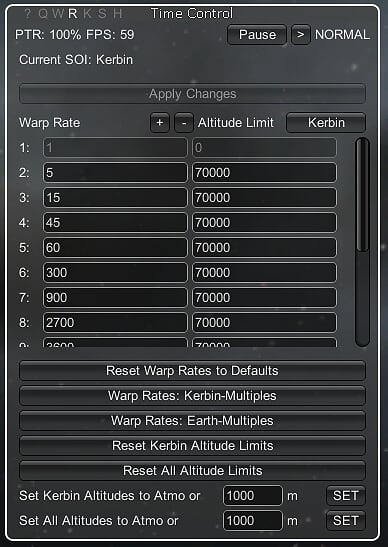 ? Q W R K S H Time Control
PTR: 100% FPS: 59 Pause > NORMAL
Current SOI: Kerbin
Apply Changes
Warp Rate + - Altitude Limit Kerbin
1: 1 0
2: 5 70000
3: 15 70000
4: 45 70000
5: 60 70000
6: 300 70000
7: 900 70000
8: 2700 70000
9: 3600 70000
Reset Warp Rates to Defaults
Warp Rates: Kerbin-Multiples
Warp Rates: Earth-Multiples
Reset Kerbin Altitude Limits
Reset All Altitude Limits
Set Kerbin Altitudes to Atmo or 1000 m SET
Set All Altitudes to Atmo or 1000 m SET